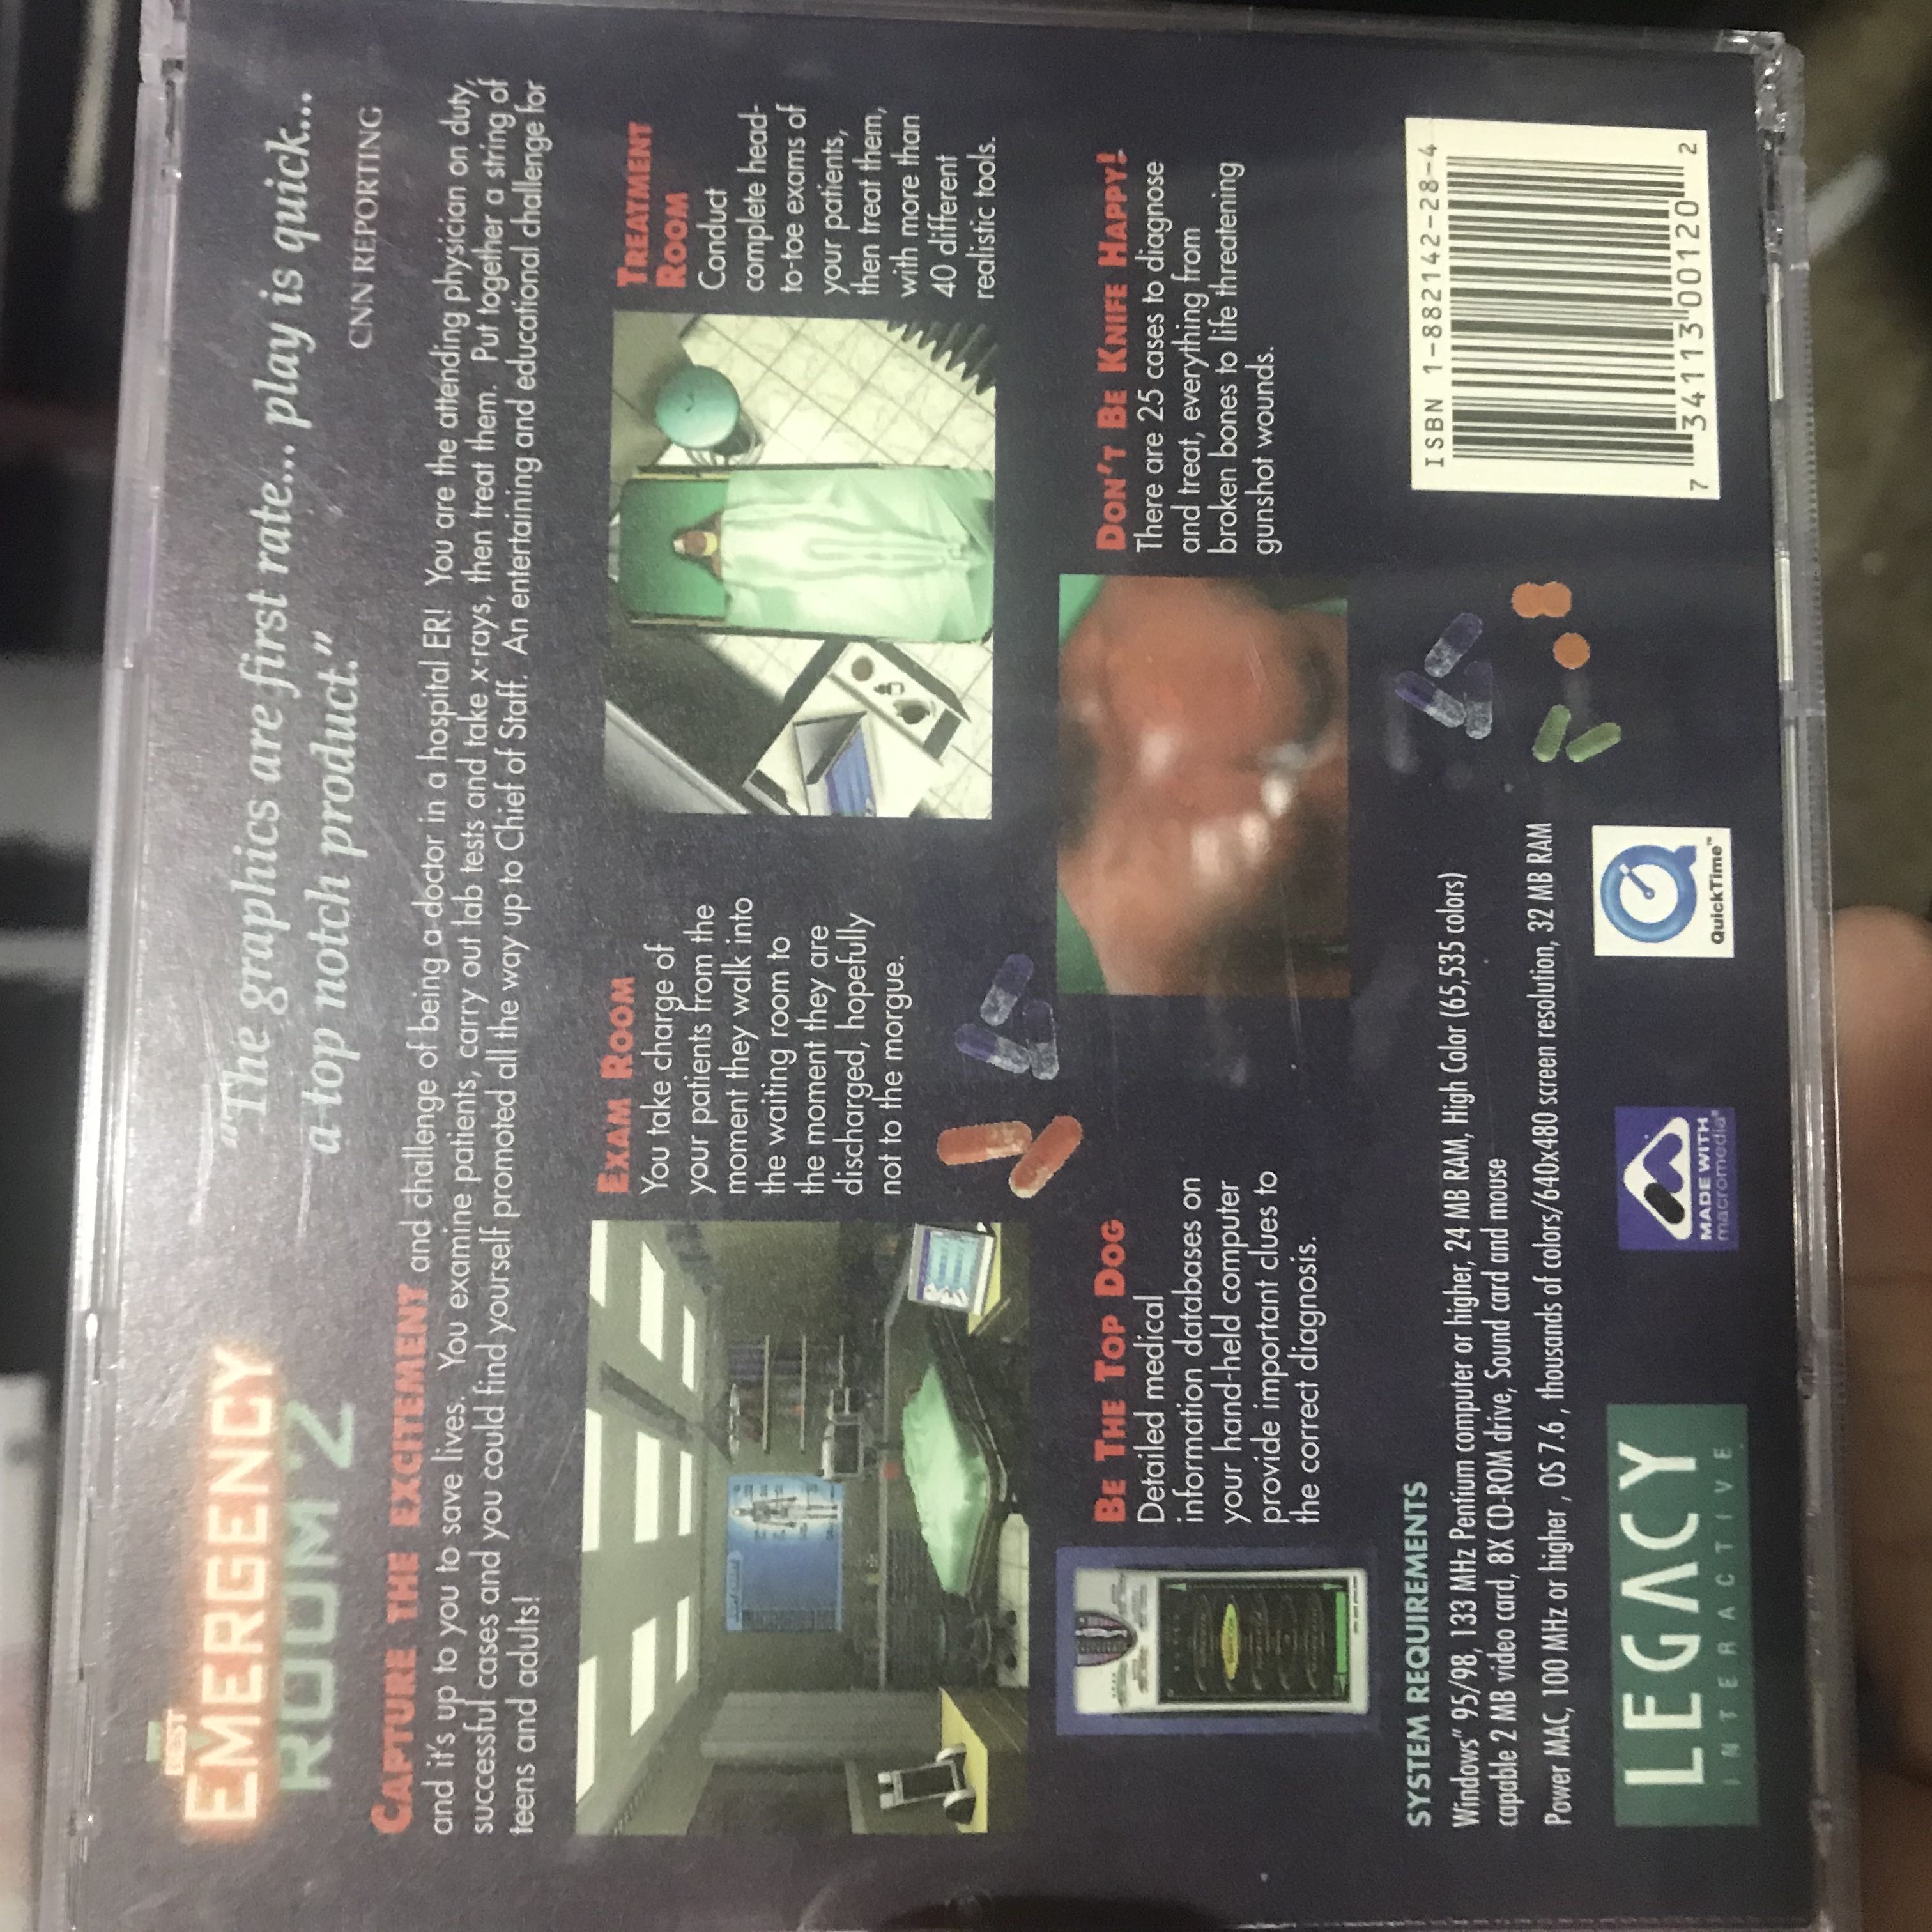 BEST
EMERGENCY
ROOM 2
"The graphics are first rate... play is quick...
a top notch product."
CNN REPORTING
CAPTURE THE EXCITEMENT and challenge of being a doctor in a hospital ER! You are the attending physician on duty,
and it's up to you to save lives. You examine patients, carry out lab tests and take x-rays, then treat them. Put together a string of
successful cases and you could find yourself promoted all the way up to Chief of Staff. An entertaining and educational challenge for
teens and adults!
EXAM ROOM
You take charge of
your patients from the
moment they walk into
the waiting room to
the moment they are
discharged, hopefully
not to the morgue.
TREATMENT
ROOM
Conduct
complete head-
to-toe exams of
your patients,
then treat them,
with more than
40 different
realistic tools.
BE THE TOP DOG
Detailed medical
information databases on
your hand-held computer
provide important clues to
the correct diagnosis.
DON'T BE KNIFE HAPPY!
There are 25 cases to diagnose
and treat, everything from
broken bones to life threatening
gunshot wounds.
SYSTEM REQUIREMENTS
Windows" 95/98, 133 MHz Pentium computer or higher, 24 MB RAM, High Color (65,535 colors)
capable 2 MB video card, 8X CD-ROM drive, Sound card and mouse
Power MAC, 100 MHz or higher , OS 7.6 , thousands of colors/640x480 screen resolution, 32 MB RAM
LEGACY
INTERACTIVE
MADE WITH
macromedia®
QuickTime™
ISBN 1-882142-28-4
7 34113 00120 2